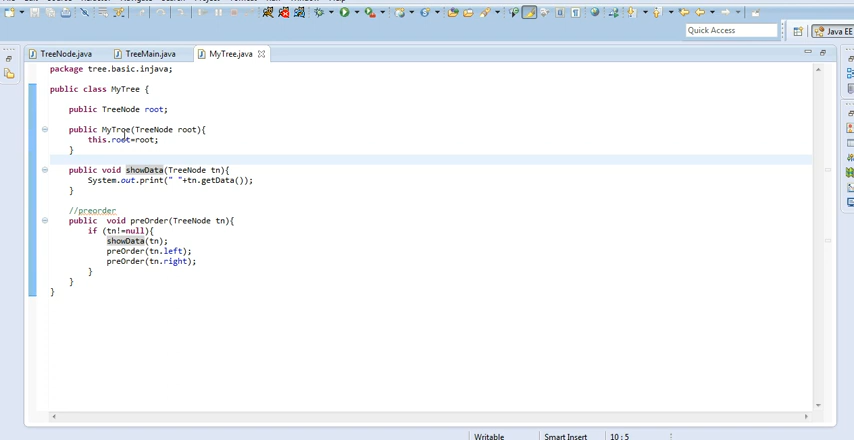 Quick Access
Java EE
TreeNode.java
TreeMain.java
MyTree.java
package tree.basic.injava;
public class MyTree {
public TreeNode root;
public MyTree(TreeNode root){
this.root=root;
}
public void showData(TreeNode tn){
System.out.print(" "+tn.getData());
}
//preorder
public  void preOrder(TreeNode tn){
if (tn!=null){
showData(tn);
preOrder(tn.left);
preOrder(tn.right);
}
}
}
Writable
Smart Insert
10 : 5